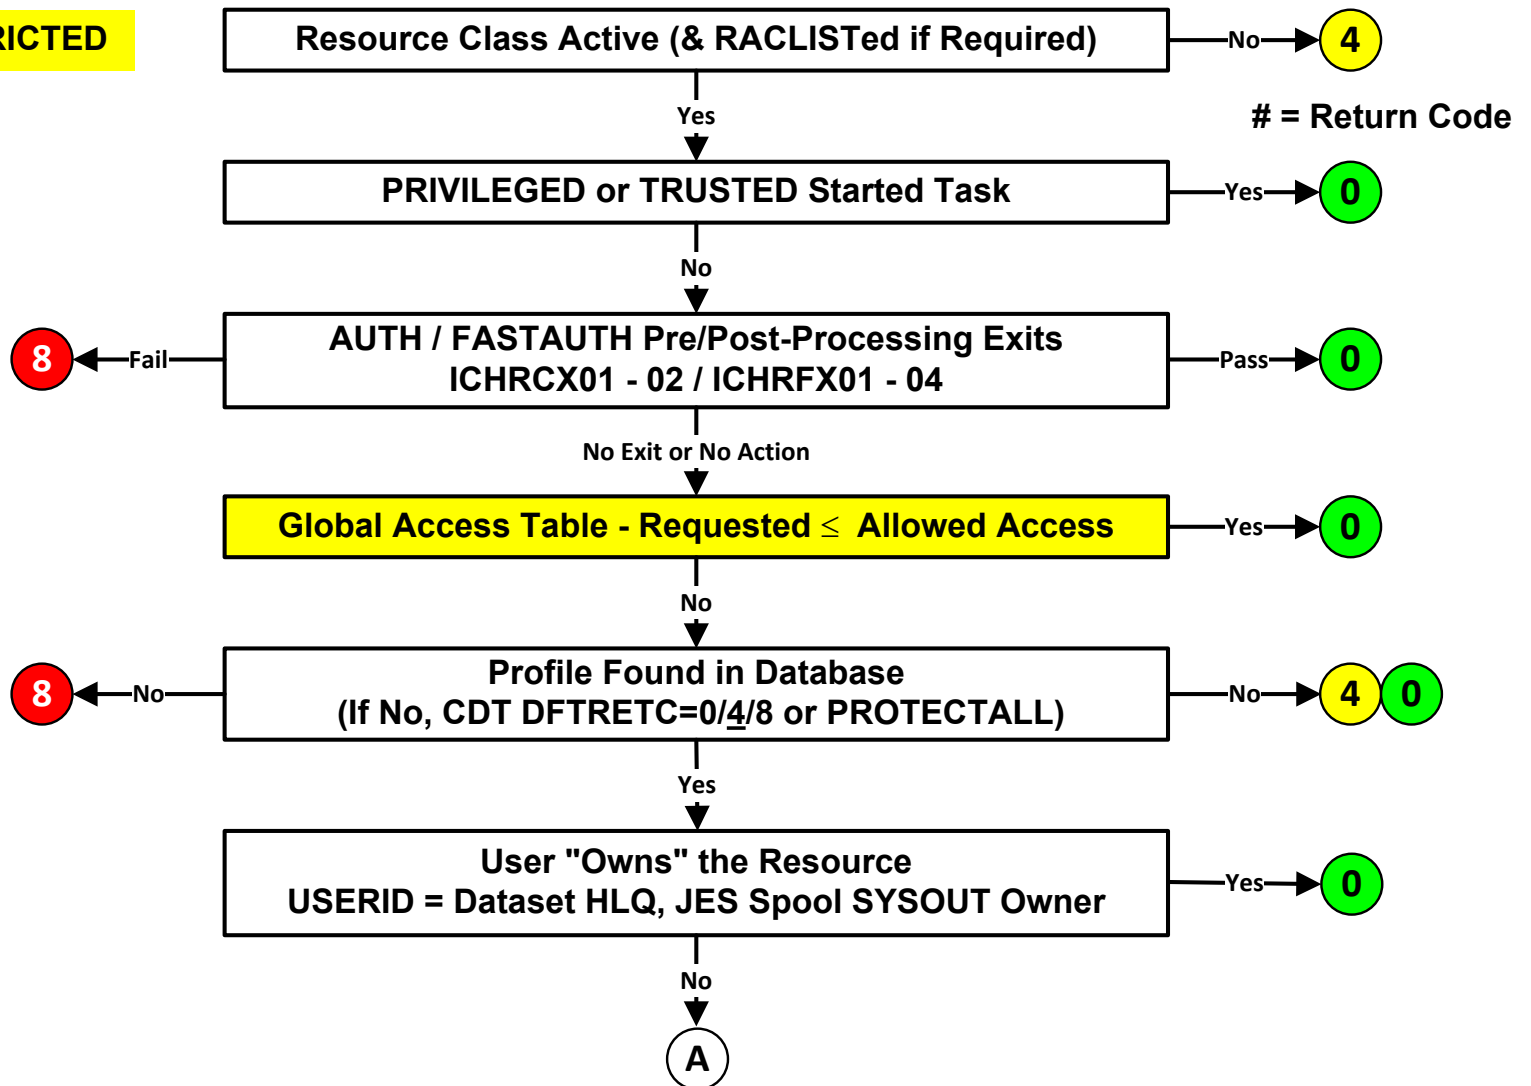 RICTED
Resource Class Active (& RACLISTed if Required)
No
4
# = Return Code
Yes
PRIVILEGED or TRUSTED Started Task
Yes
0
No
8
Fail
AUTH / FASTAUTH Pre/Post-Processing Exits
ICHRCX01 - 02 / ICHRFX01 - 04
Pass
0
No Exit or No Action
Global Access Table - Requested ≤ Allowed Access
Yes
0
No
8
No
Profile Found in Database
(If No, CDT DFTRETC=0/4/8 or PROTECTALL)
No
4 0
Yes
User "Owns" the Resource
USERID = Dataset HLQ, JES Spool SYSOUT Owner
Yes
0
No
A